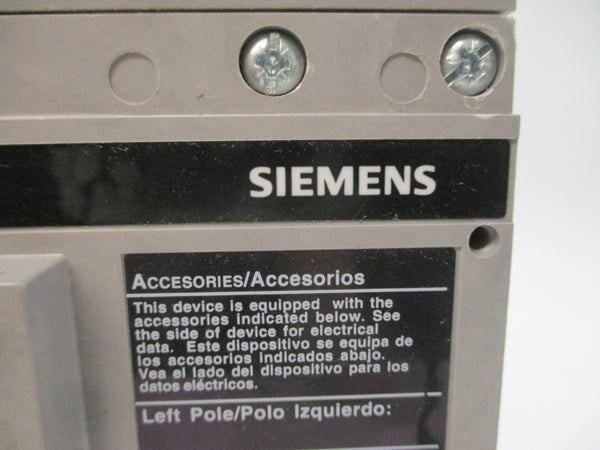 SIEMENS
ACCESORIES/Accesorios
This device is equipped with the
accessories indicated below. See
the side of device for electrical
data. Este dispositivo se equipa de
los accesorios indicados abajo.
Vea el lado del dispositivo para los
datos eléctricos.
Left Pole/Polo Izquierdo: